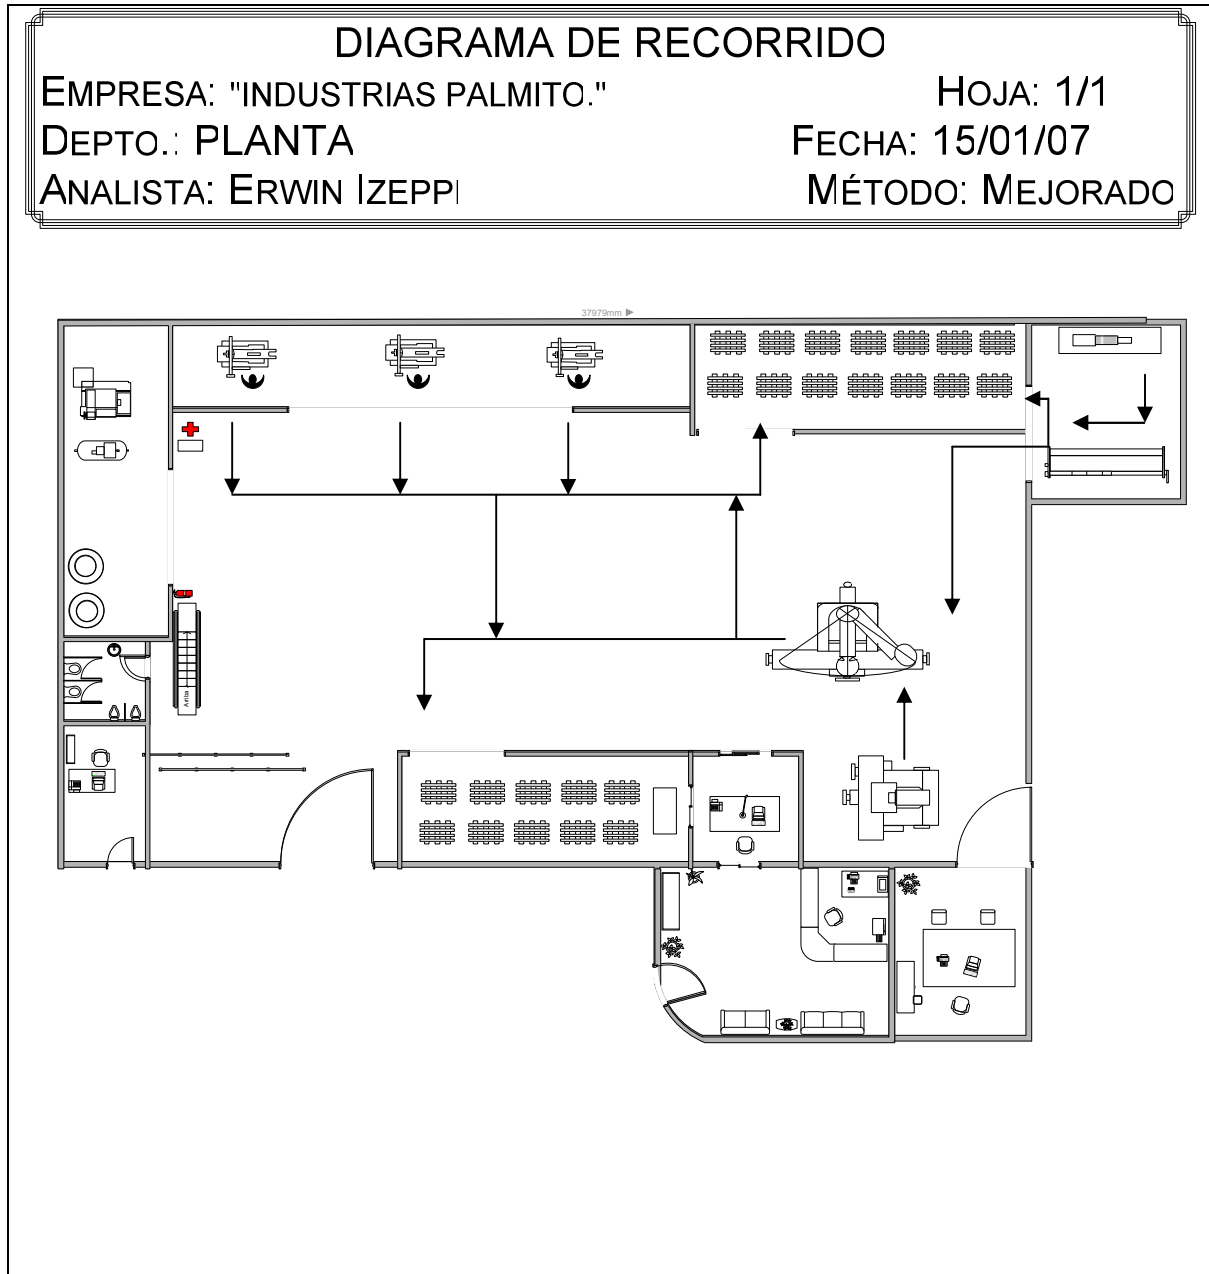 DIAGRAMA DE RECORRIDO
EMPRESA: "INDUSTRIAS PALMITO." HOJA: 1/1
DEPTO.: PLANTA FECHA: 15/01/07
ANALISTA: ERWIN IZEPPI MÉTODO: MEJORADO
37979mm
Arriba